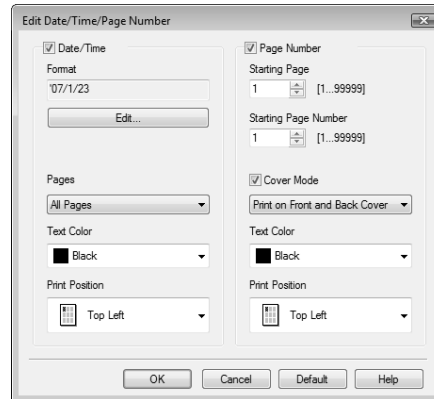 Edit Date/Time/Page Number
Date/Time
Format
'07/1/23
Edit...
Pages
All Pages
Text Color
Black
Print Position
Top Left
Page Number
Starting Page
1 [1...99999]
Starting Page Number
1 [1...99999]
Cover Mode
Print on Front and Back Cover
Text Color
Black
Print Position
Top Left
OK Cancel Default Help